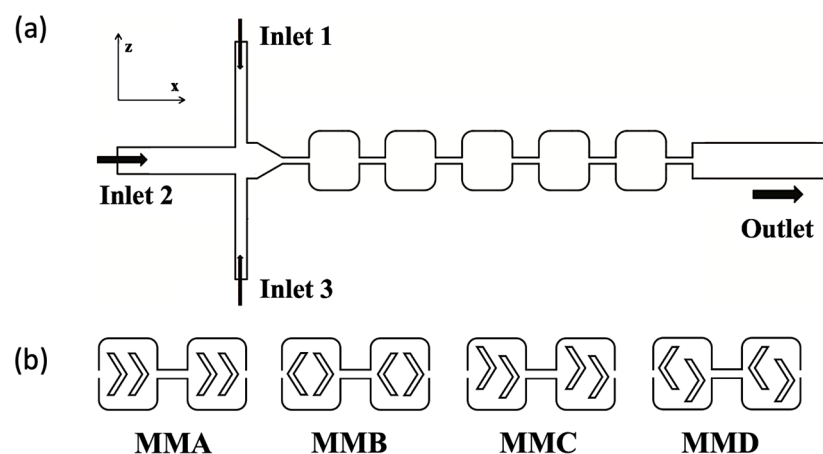 (a)
Inlet 1
z
x
Inlet 2
Outlet
Inlet 3
(b)
MMA MMB MMC MMD